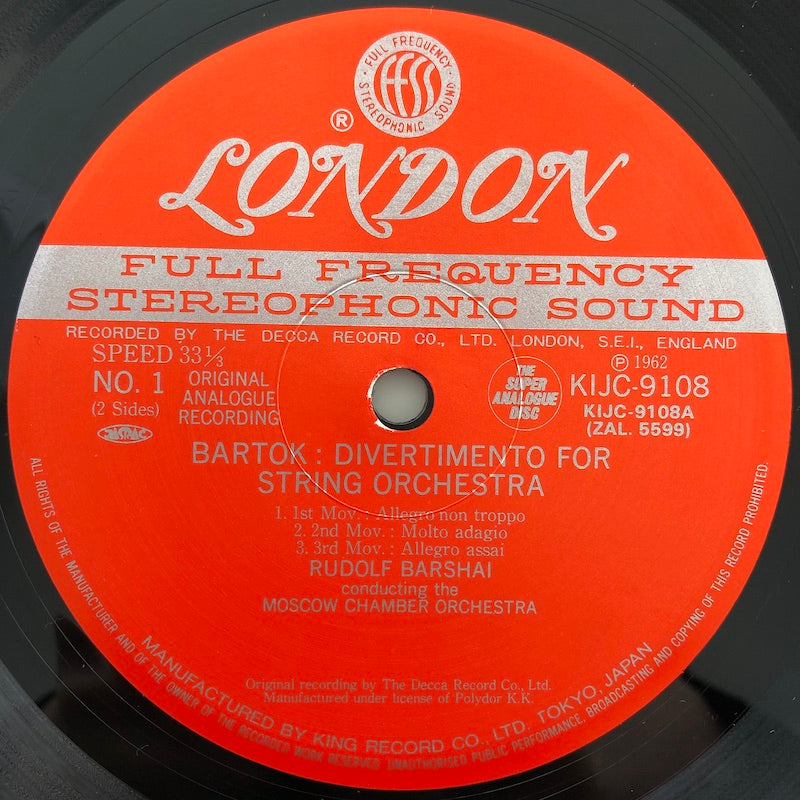 FULL FREQUENCY
FFSS
STEREOPHONIC SOUND
®
LONDON
FULL FREQUENCY
STEREOPHONIC SOUND
RECORDED BY THE DECCA RECORD CO., LTD. LONDON, S.E.I., ENGLAND
SPEED 33⅓
NO. 1
(2 Sides)
ORIGINAL
ANALOGUE
RECORDING
JASRAC
THE
SUPER
ANALOGUE
DISC
Ⓟ 1962
KIJC-9108
KIJC-9108A
(ZAL. 5599)
BARTOK : DIVERTIMENTO FOR
STRING ORCHESTRA
1. 1st Mov. : Allegro non troppo
2. 2nd Mov. : Molto adagio
3. 3rd Mov. : Allegro assai
RUDOLF BARSHAI
conducting the
MOSCOW CHAMBER ORCHESTRA
Original recording by The Decca Record Co., Ltd.
Manufactured under license of Polydor K.K.
MANUFACTURED BY KING RECORD CO., LTD. TOKYO, JAPAN
ALL RIGHTS OF THE MANUFACTURER AND OF THE OWNER OF THE RECORDED WORK RESERVED. UNAUTHORISED PUBLIC PERFORMANCE, BROADCASTING AND COPYING OF THIS RECORD PROHIBITED.